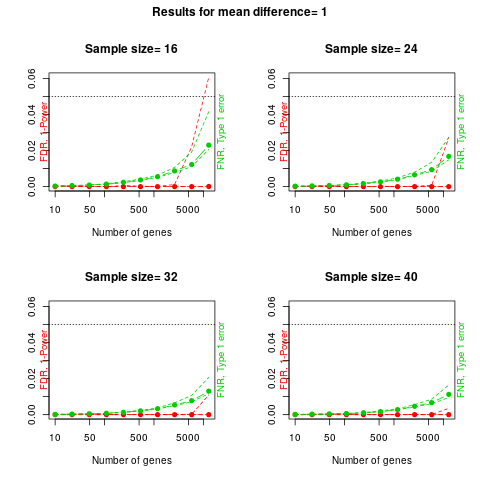 Results for mean difference= 1
Sample size= 16
0.00 0.02 0.04 0.06
FDR, 1-Power
FNR, Type 1 error
10 50 500 5000
Number of genes
Sample size= 24
0.00 0.02 0.04 0.06
FDR, 1-Power
FNR, Type 1 error
10 50 500 5000
Number of genes
Sample size= 32
0.00 0.02 0.04 0.06
FDR, 1-Power
FNR, Type 1 error
10 50 500 5000
Number of genes
Sample size= 40
0.00 0.02 0.04 0.06
FDR, 1-Power
FNR, Type 1 error
10 50 500 5000
Number of genes